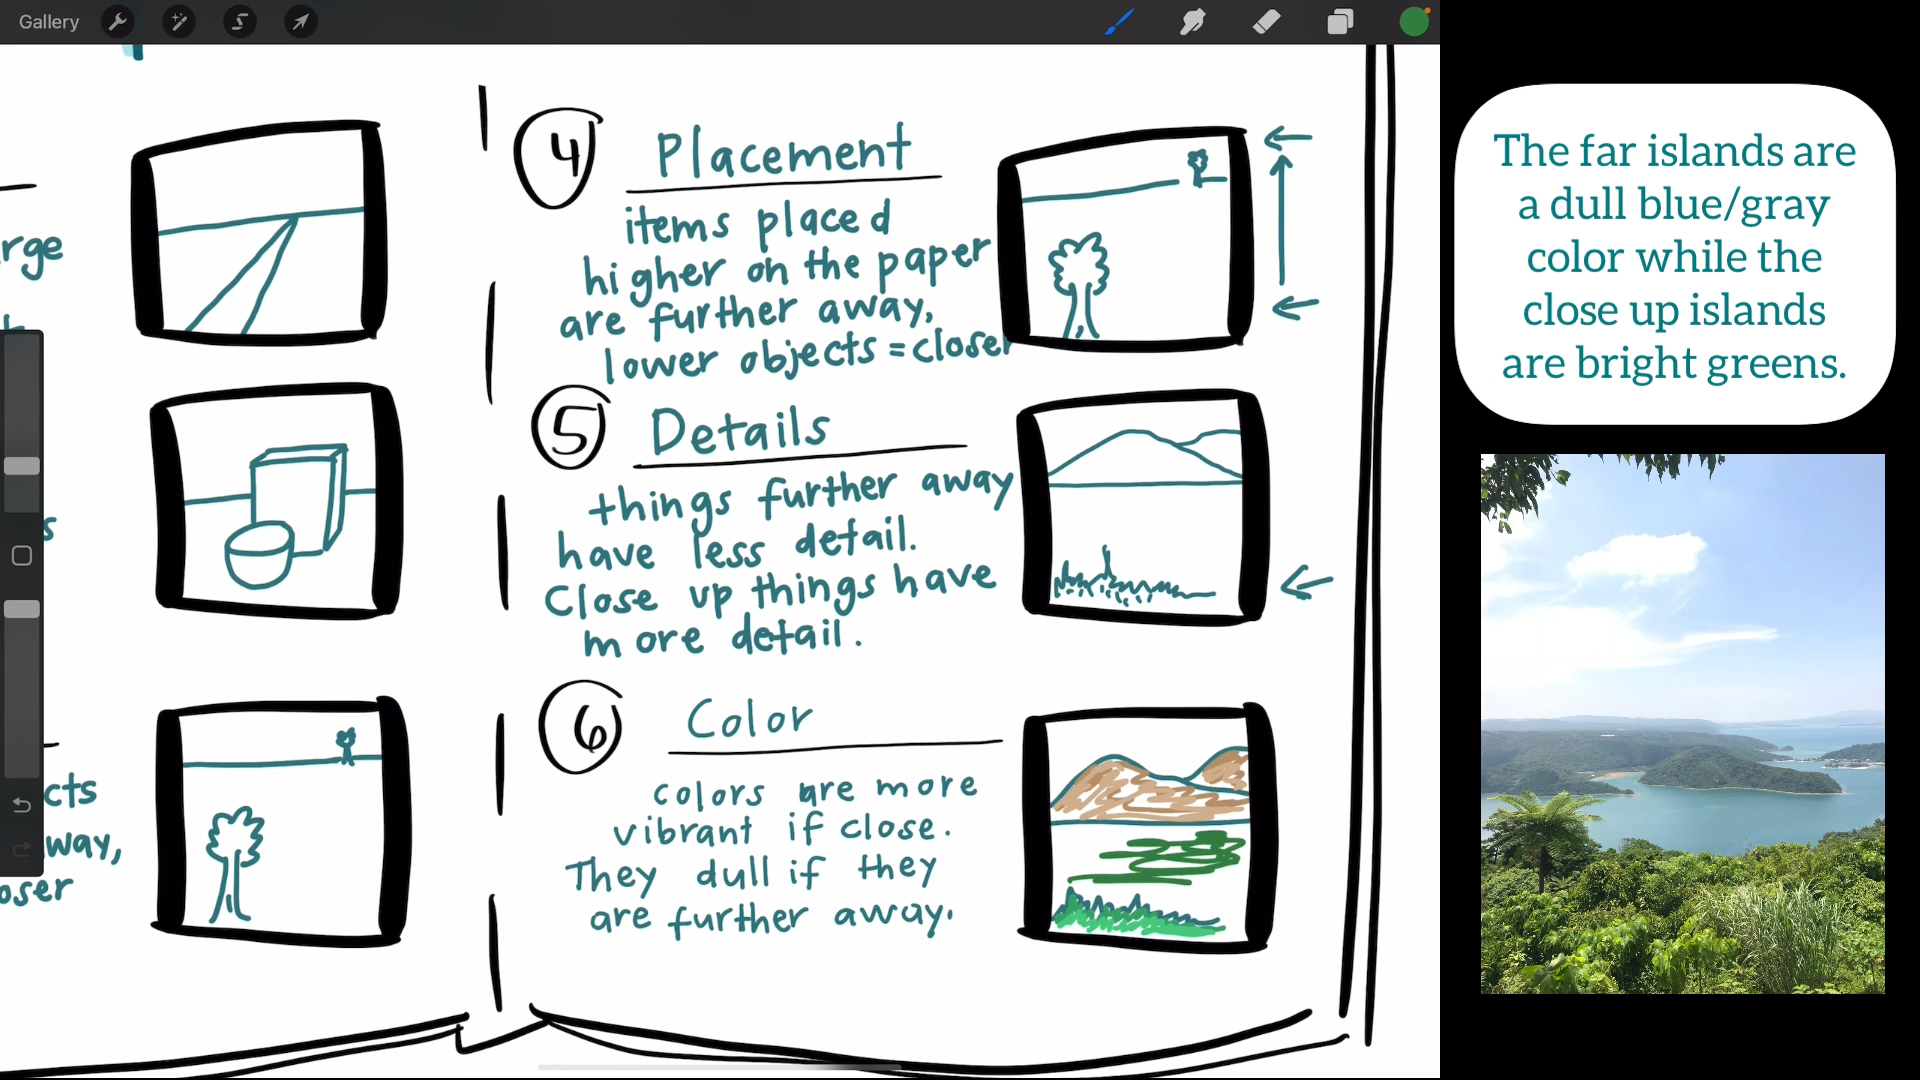 Gallery
rge
s
cts
way,
oser
4 Placement
items placed
higher on the paper
are further away,
lower objects = closer
5 Details
things further away
have less detail.
Close up things have
more detail.
6 Color
colors are more
vibrant if close.
They dull if they
are further away.
The far islands are
a dull blue/gray
color while the
close up islands
are bright greens.